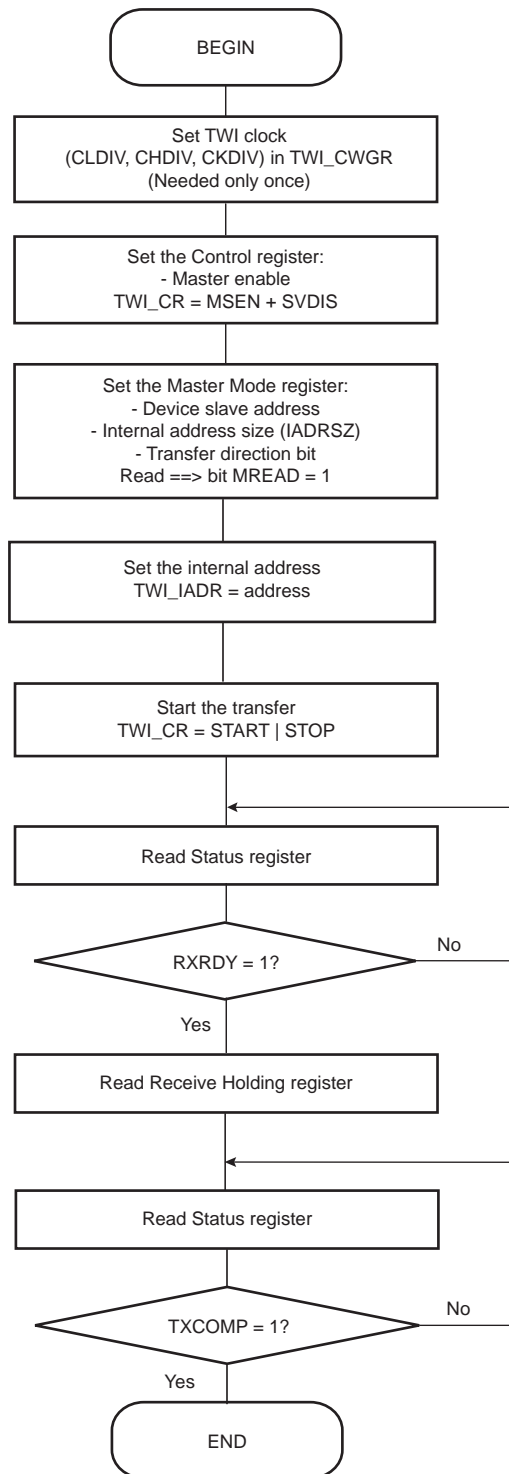 BEGIN
Set TWI clock
(CLDIV, CHDIV, CKDIV) in TWI_CWGR
(Needed only once)
Set the Control register:
- Master enable
TWI_CR = MSEN + SVDIS
Set the Master Mode register:
- Device slave address
- Internal address size (IADRSZ)
- Transfer direction bit
Read ==> bit MREAD = 1
Set the internal address
TWI_IADR = address
Start the transfer
TWI_CR = START | STOP
Read Status register
RXRDY = 1?
No
Yes
Read Receive Holding register
Read Status register
TXCOMP = 1?
No
Yes
END